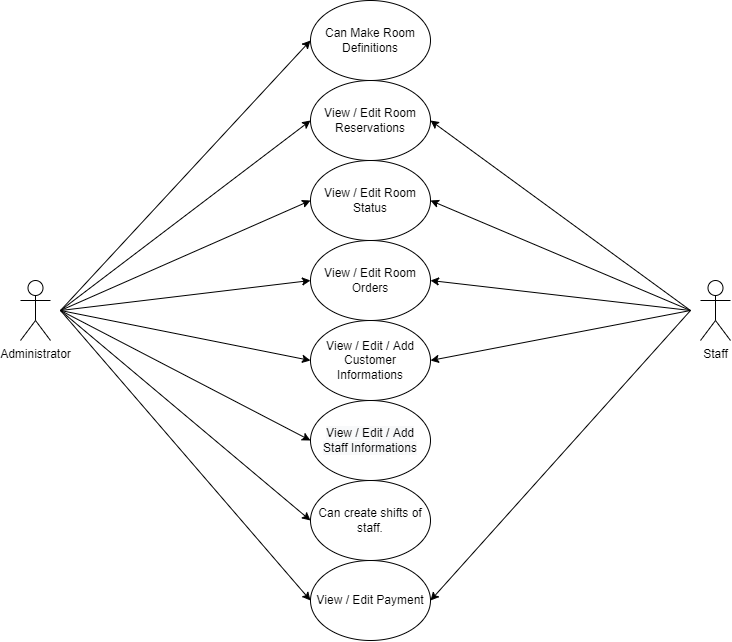 Can Make Room
Definitions
View / Edit Room
Reservations
View / Edit Room
Status
View / Edit Room
Orders
Administrator
Staff
View / Edit / Add
Customer
Informations
View / Edit / Add
Staff Informations
Can create shifts of
staff.
View / Edit Payment